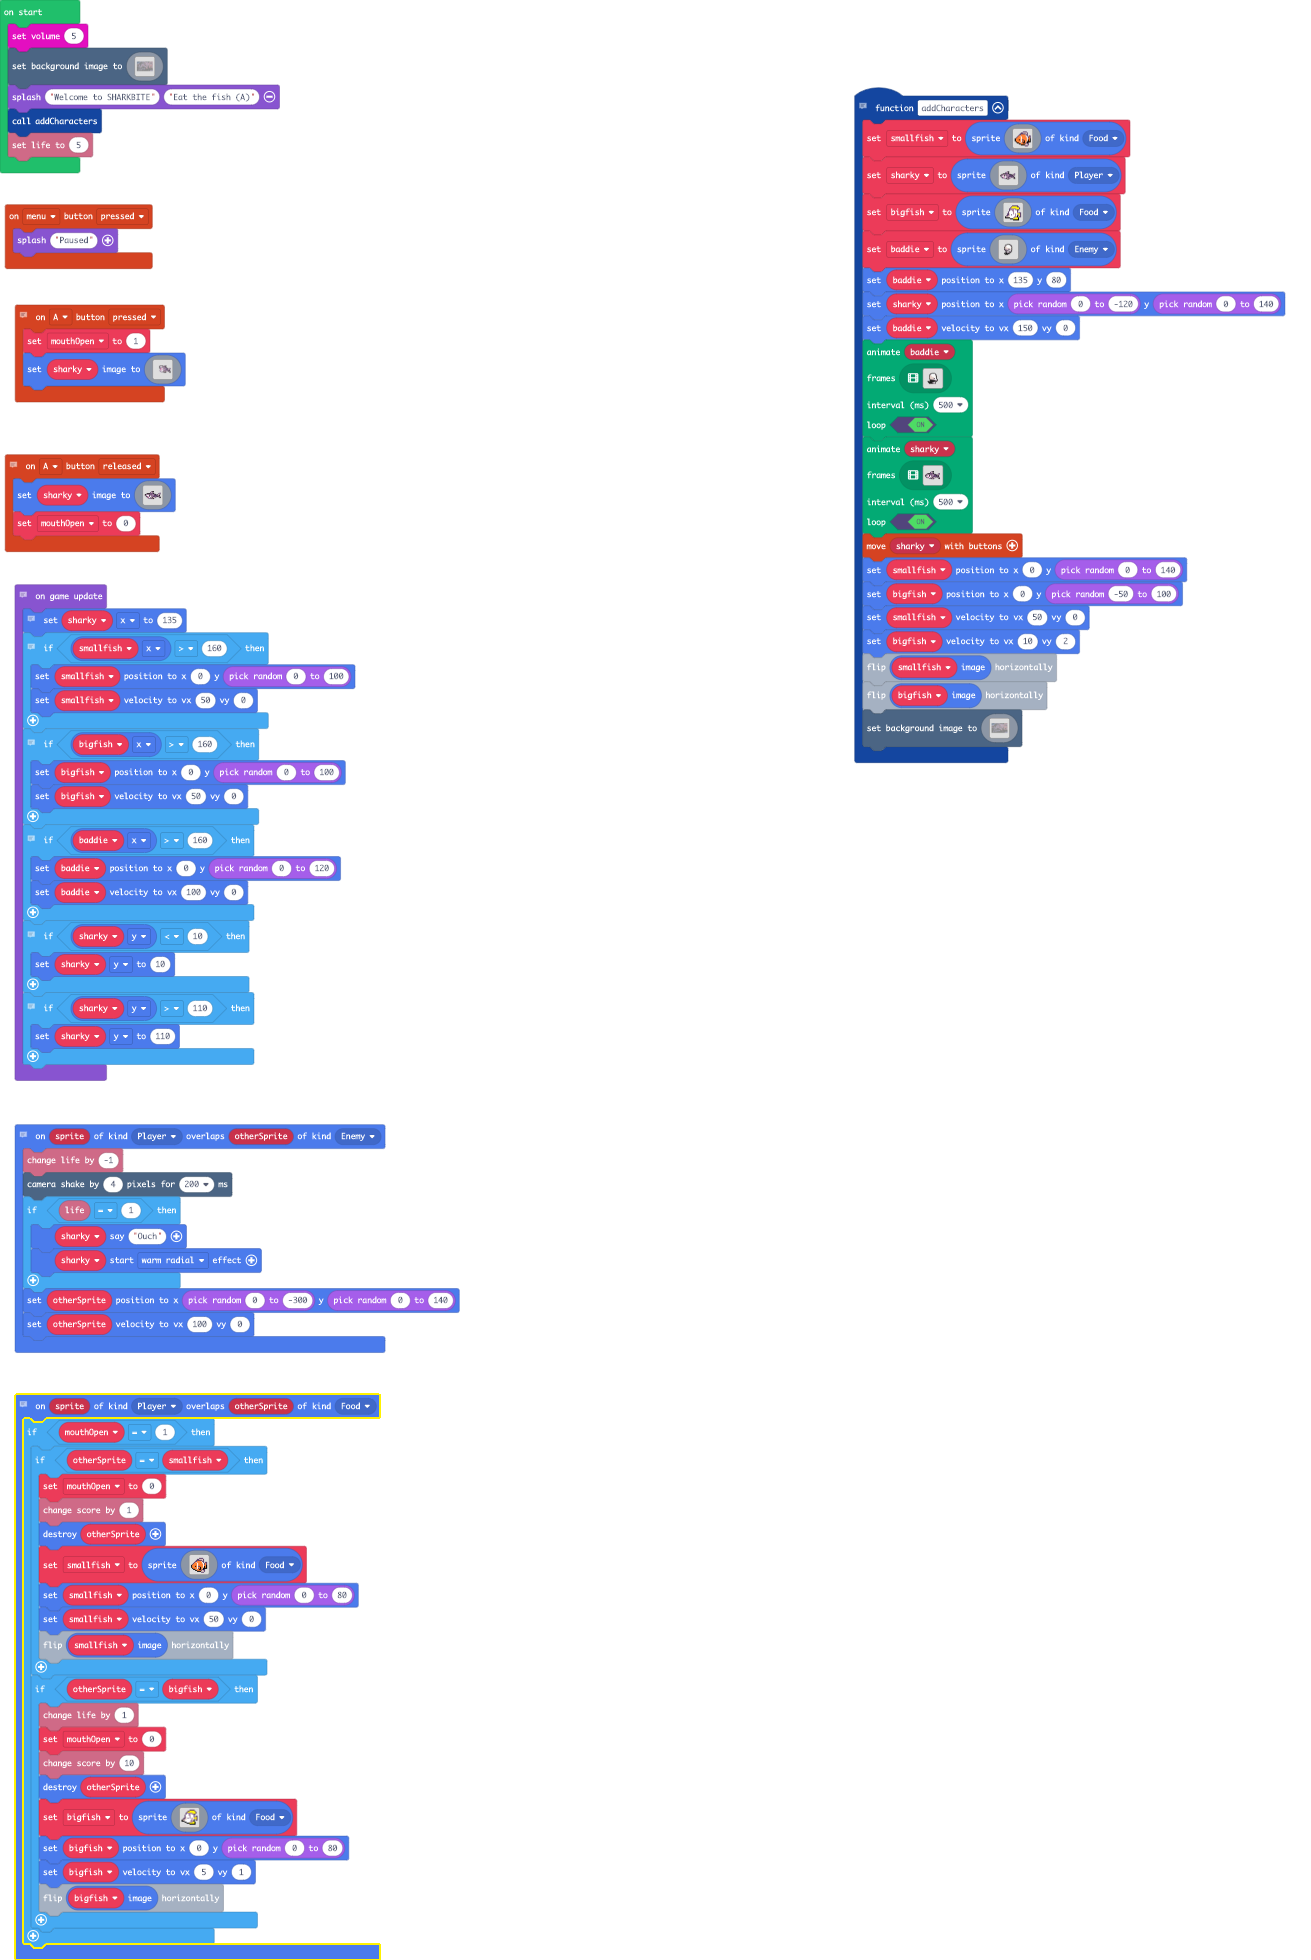 on start
set volume 5
set background image to
splash "Welcome to SHARKBITE" "Eat the fish (A)"
call addCharacters
set life to 5
on menu button pressed
splash "Paused"
on A button pressed
set mouthOpen to 1
set sharky image to
on A button released
set sharky image to
set mouthOpen to 0
on game update
set sharky x to 135
if smallfish x > 160 then
set smallfish position to x 0 y pick random 0 to 100
set smallfish velocity to vx 50 vy 0
if bigfish x > 160 then
set bigfish position to x 0 y pick random 0 to 100
set bigfish velocity to vx 50 vy 0
if baddie x > 160 then
set baddie position to x 0 y pick random 0 to 120
set baddie velocity to vx 100 vy 0
if sharky y < 10 then
set sharky y to 10
if sharky y > 110 then
set sharky y to 110
on sprite of kind Player overlaps otherSprite of kind Enemy
change life by -1
camera shake by 4 pixels for 200 ms
if life = 1 then
sharky say "Ouch"
sharky start warm radial effect
set otherSprite position to x pick random 0 to -300 y pick random 0 to 140
set otherSprite velocity to vx 100 vy 0
on sprite of kind Player overlaps otherSprite of kind Food
if mouthOpen = 1 then
if otherSprite = smallfish then
set mouthOpen to 0
change score by 1
destroy otherSprite
set smallfish to sprite of kind Food
set smallfish position to x 0 y pick random 0 to 80
set smallfish velocity to vx 50 vy 0
flip smallfish image horizontally
if otherSprite = bigfish then
change life by 1
set mouthOpen to 0
change score by 10
destroy otherSprite
set bigfish to sprite of kind Food
set bigfish position to x 0 y pick random 0 to 80
set bigfish velocity to vx 5 vy 1
flip bigfish image horizontally
function addCharacters
set smallfish to sprite of kind Food
set sharky to sprite of kind Player
set bigfish to sprite of kind Food
set baddie to sprite of kind Enemy
set baddie position to x 135 y 80
set sharky position to x pick random 0 to -120 y pick random 0 to 140
set baddie velocity to vx 150 vy 0
animate baddie
frames
interval (ms) 500
loop ON
animate sharky
frames
interval (ms) 500
loop ON
move sharky with buttons
set smallfish position to x 0 y pick random 0 to 140
set bigfish position to x 0 y pick random -50 to 100
set smallfish velocity to vx 50 vy 0
set bigfish velocity to vx 10 vy 2
flip smallfish image horizontally
flip bigfish image horizontally
set background image to